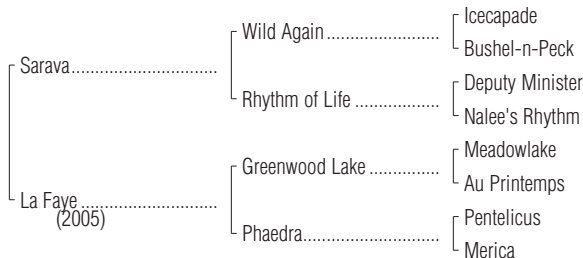 Icecapade
Wild Again
Bushel-n-Peck
Sarava
Deputy Minister
Rhythm of Life
Nalee's Rhythm
Meadowlake
Greenwood Lake
Au Printemps
La Faye
(2005)
Pentelicus
Phaedra
Merica